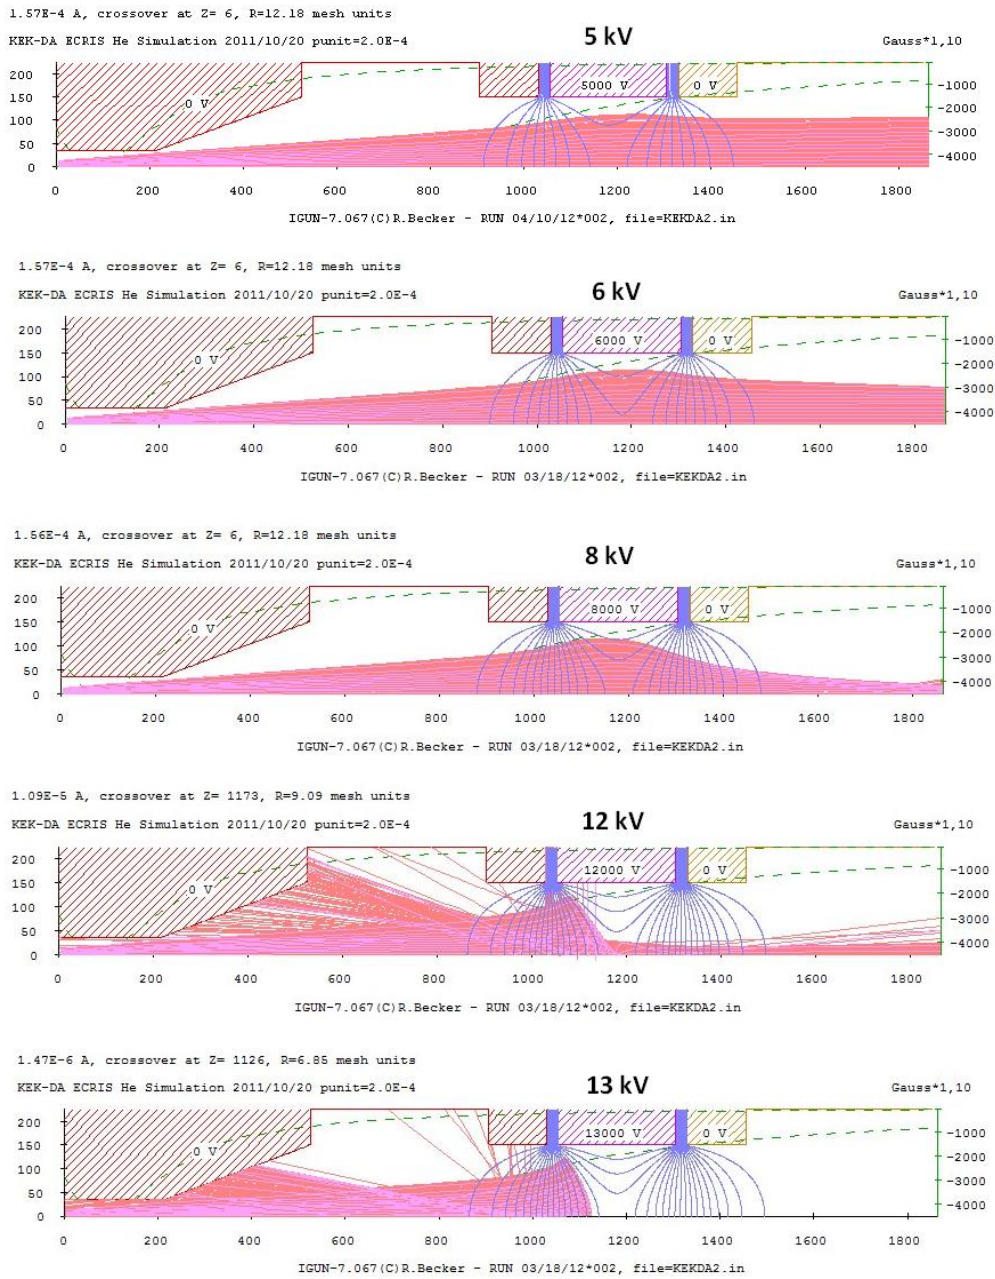 1.57E-4 A, crossover at Z= 6, R=12.18 mesh units
KEK-DA ECRIS He Simulation 2011/10/20 punit=2.0E-4
5 kV
Gauss*1,10
200
150
100
50
0
0 V
5000 V
0 V
-1000
-2000
-3000
-4000
0 200 400 600 800 1000 1200 1400 1600 1800
IGUN-7.067(C)R.Becker - RUN 04/10/12*002, file=KEKDA2.in
1.57E-4 A, crossover at Z= 6, R=12.18 mesh units
KEK-DA ECRIS He Simulation 2011/10/20 punit=2.0E-4
6 kV
Gauss*1,10
200
150
100
50
0
0 V
6000 V
0 V
-1000
-2000
-3000
-4000
0 200 400 600 800 1000 1200 1400 1600 1800
IGUN-7.067(C)R.Becker - RUN 03/18/12*002, file=KEKDA2.in
1.56E-4 A, crossover at Z= 6, R=12.18 mesh units
KEK-DA ECRIS He Simulation 2011/10/20 punit=2.0E-4
8 kV
Gauss*1,10
200
150
100
50
0
0 V
8000 V
0 V
-1000
-2000
-3000
-4000
0 200 400 600 800 1000 1200 1400 1600 1800
IGUN-7.067(C)R.Becker - RUN 03/18/12*002, file=KEKDA2.in
1.09E-5 A, crossover at Z= 1173, R=9.09 mesh units
KEK-DA ECRIS He Simulation 2011/10/20 punit=2.0E-4
12 kV
Gauss*1,10
200
150
100
50
0
0 V
12000 V
0 V
-1000
-2000
-3000
-4000
0 200 400 600 800 1000 1200 1400 1600 1800
IGUN-7.067(C)R.Becker - RUN 03/18/12*002, file=KEKDA2.in
1.47E-6 A, crossover at Z= 1126, R=6.85 mesh units
KEK-DA ECRIS He Simulation 2011/10/20 punit=2.0E-4
13 kV
Gauss*1,10
200
150
100
50
0
0 V
13000 V
0 V
-1000
-2000
-3000
-4000
0 200 400 600 800 1000 1200 1400 1600 1800
IGUN-7.067(C)R.Becker - RUN 03/18/12*002, file=KEKDA2.in